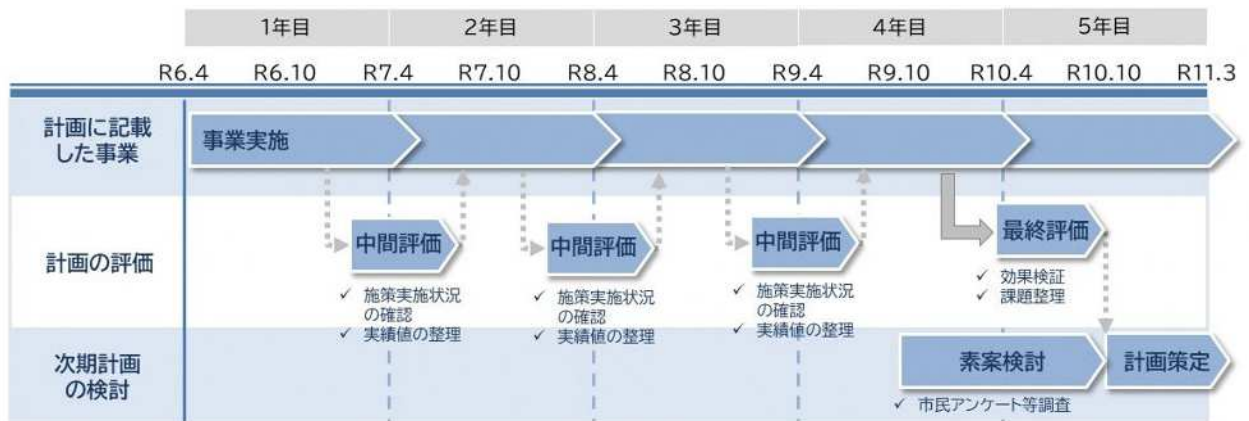 1年目 2年目 3年目 4年目 5年目
R6.4 R6.10 R7.4 R7.10 R8.4 R8.10 R9.4 R9.10 R10.4 R10.10 R11.3
計画に記載
した事業
事業実施
計画の評価
中間評価
✓ 施策実施状況
の確認
✓ 実績値の整理
中間評価
✓ 施策実施状況
の確認
✓ 実績値の整理
中間評価
✓ 施策実施状況
の確認
✓ 実績値の整理
最終評価
✓ 効果検証
✓ 課題整理
次期計画
の検討
素案検討
✓ 市民アンケート等調査
計画策定